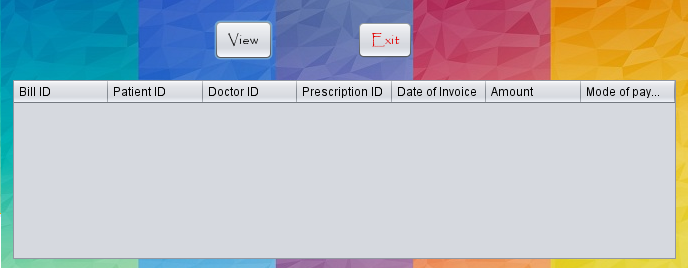 View Exit
Bill ID Patient ID Doctor ID Prescription ID Date of Invoice Amount Mode of pay...